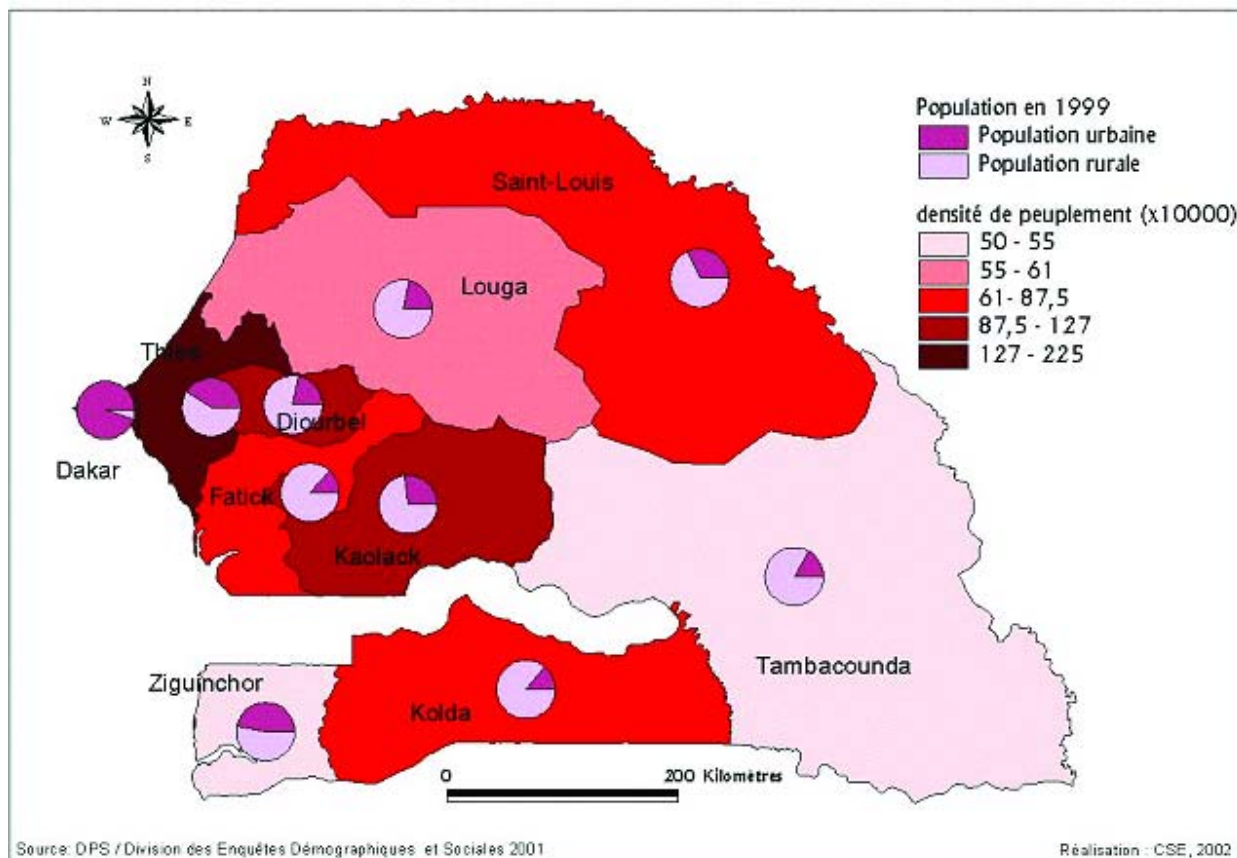 N
W E
S
Population en 1999
Population urbaine
Population rurale
densité de peuplement (x10000)
50 - 55
55 - 61
61- 87,5
87,5 - 127
127 - 225
Saint-Louis
Louga
Thies
Diourbel
Dakar
Fatick
Kaolack
Tambacounda
Ziguinchor
Kolda
0 200 Kilomètres
Source: DPS / Division des Enquêtes Démographiques et Sociales 2001
Réalisation : CSE, 2002